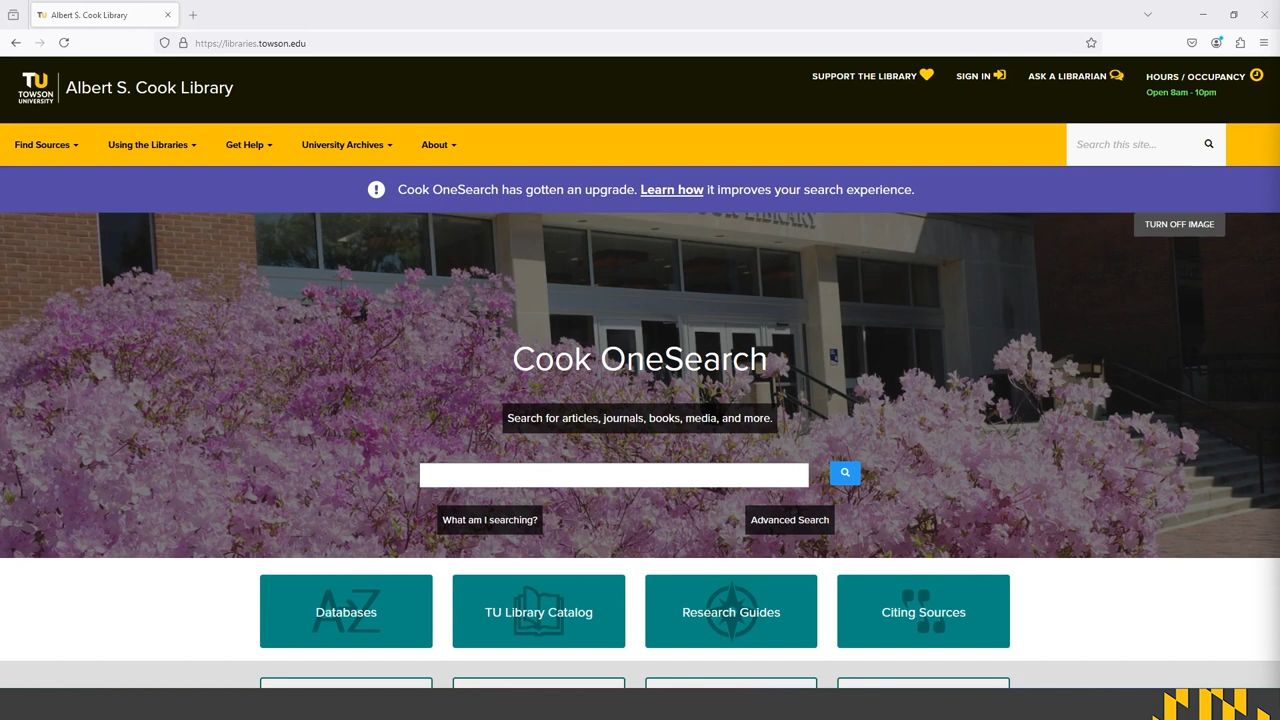 TU Albert S. Cook Library
https://libraries.towson.edu
TU
TOWSON
UNIVERSITY
Albert S. Cook Library
SUPPORT THE LIBRARY
SIGN IN
ASK A LIBRARIAN
HOURS / OCCUPANCY
Open 8am - 10pm
Find Sources
Using the Libraries
Get Help
University Archives
About
Search this site...
Cook OneSearch has gotten an upgrade. Learn how it improves your search experience.
TURN OFF IMAGE
LIBRARY
Cook OneSearch
Search for articles, journals, books, media, and more.
What am I searching?
Advanced Search
AZ
Databases
TU Library Catalog
Research Guides
Citing Sources